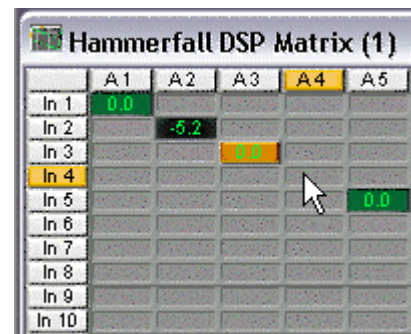 Hammerfall DSP Matrix (1)
A 1 A 2 A 3 A 4 A 5
In 1 0.0
In 2 -5.2
In 3 0.0
In 4
In 5 0.0
In 6
In 7
In 8
In 9
In 10